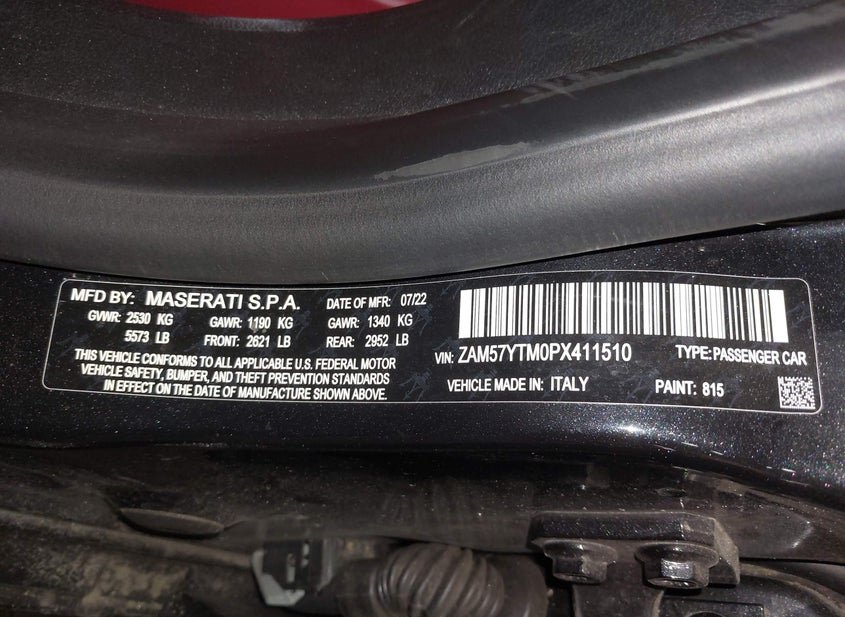 MFD BY: MASERATI S.P.A. DATE OF MFR: 07/22
GVWR: 2530 KG GAWR: 1190 KG GAWR: 1340 KG
5573 LB FRONT: 2621 LB REAR: 2952 LB
THIS VEHICLE CONFORMS TO ALL APPLICABLE U.S. FEDERAL MOTOR
VEHICLE SAFETY, BUMPER, AND THEFT PREVENTION STANDARDS
IN EFFECT ON THE DATE OF MANUFACTURE SHOWN ABOVE.
VIN: ZAM57YTM0PX411510 TYPE: PASSENGER CAR
VEHICLE MADE IN: ITALY PAINT: 815